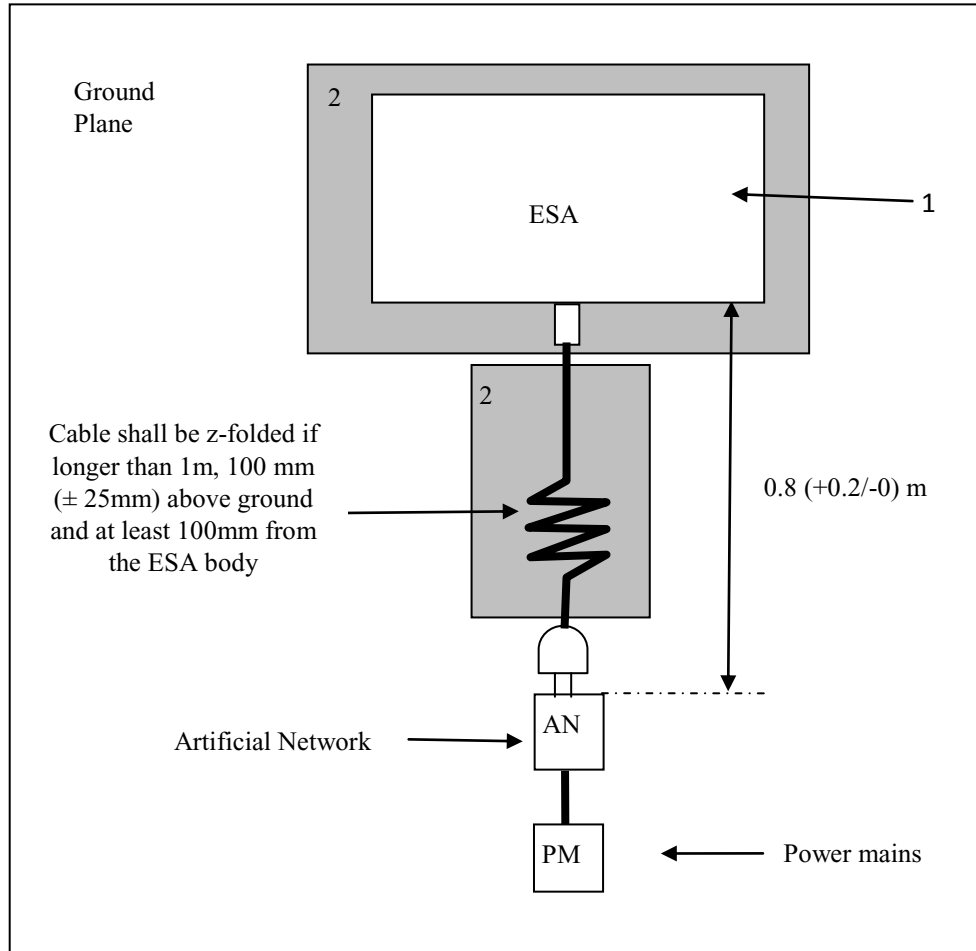 Ground
Plane
2
ESA
1
2
Cable shall be z-folded if
longer than 1m, 100 mm
(± 25mm) above ground
and at least 100mm from
the ESA body
0.8 (+0.2/-0) m
AN
Artificial Network
PM
Power mains